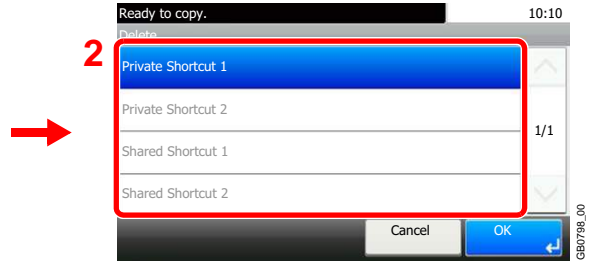 Ready to copy. 10:10
Delete
2
Private Shortcut 1
Private Shortcut 2
1/1
Shared Shortcut 1
Shared Shortcut 2
Cancel OK
GB0798_00